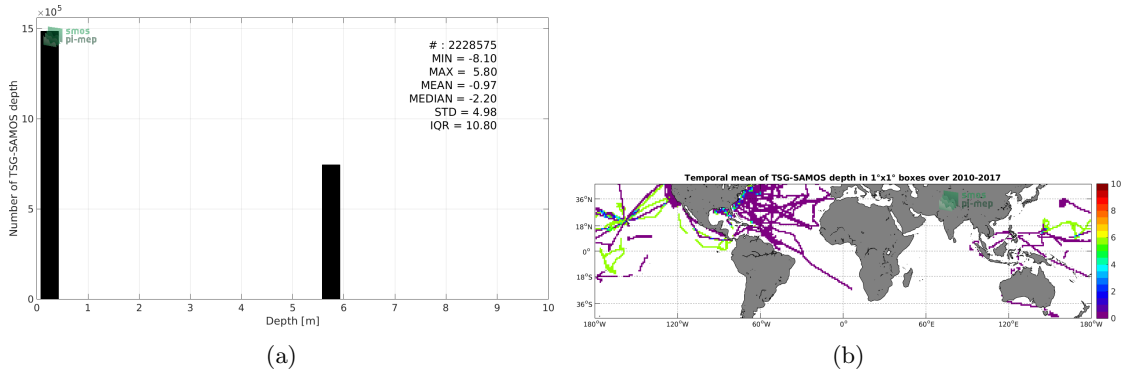 ×10⁵
15
10
5
0
Number of TSG-SAMOS depth
smos
pi-mep
# : 2228575
MIN = -8.10
MAX = 5.80
MEAN = -0.97
MEDIAN = -2.20
STD = 4.98
IQR = 10.80
0 1 2 3 4 5 6 7 8 9 10
Depth [m]
(a)
Temporal mean of TSG-SAMOS depth in 1°x1° boxes over 2010-2017
smos
pi-mep
36°N
18°N
0°
18°S
36°S
180°W 120°W 60°W 0° 60°E 120°E 180°W
10
8
6
4
2
0
(b)